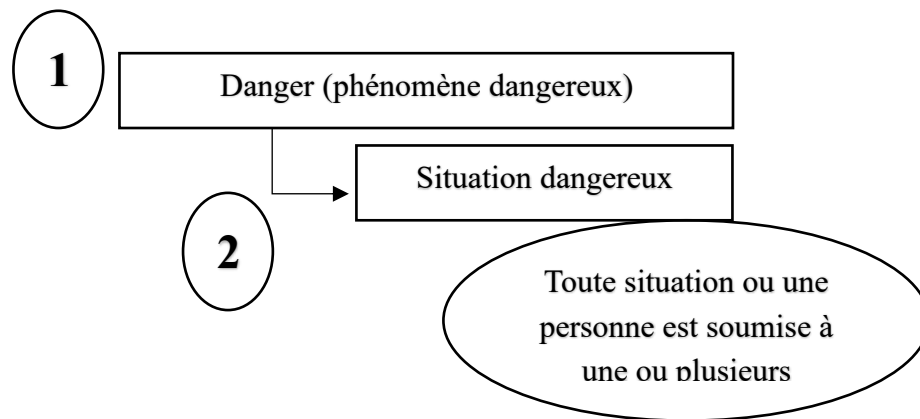 1
Danger (phénomène dangereux)
Situation dangereux
2
Toute situation ou une
personne est soumise à
une ou plusieurs